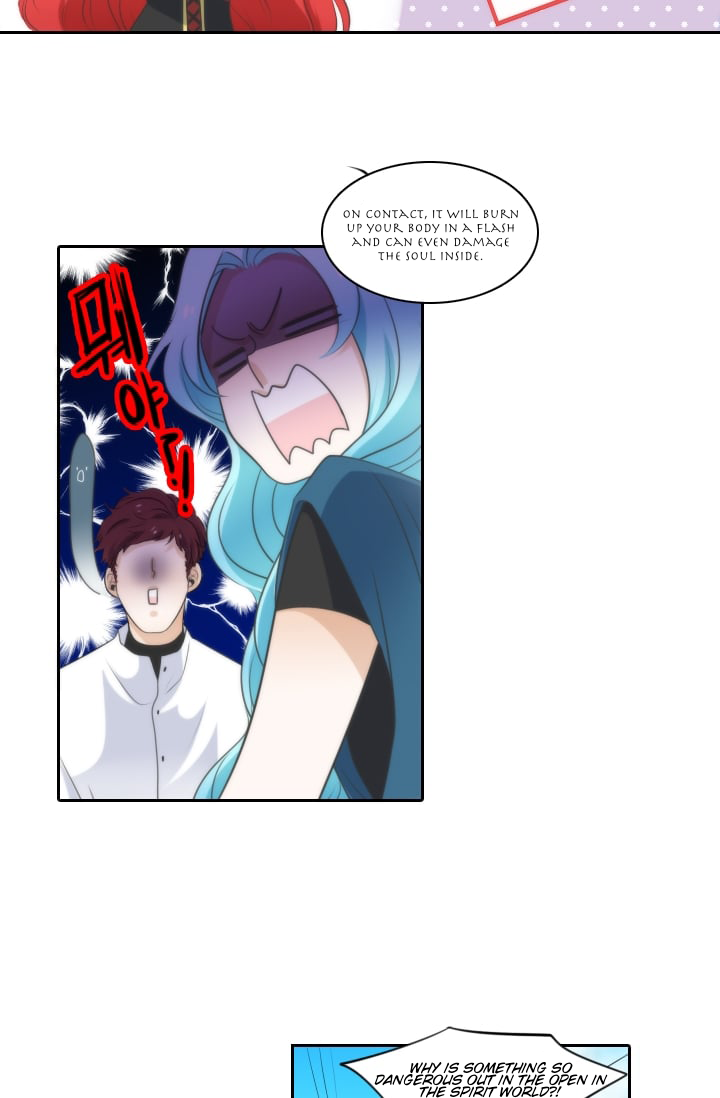 ON CONTACT, IT WILL BURN
UP YOUR BODY IN A FLASH
AND CAN EVEN DAMAGE
THE SOUL INSIDE.
뭐
야
?!
'0'
WHY IS SOMETHING SO
DANGEROUS OUT IN THE OPEN IN
THE SPIRIT WORLD?!